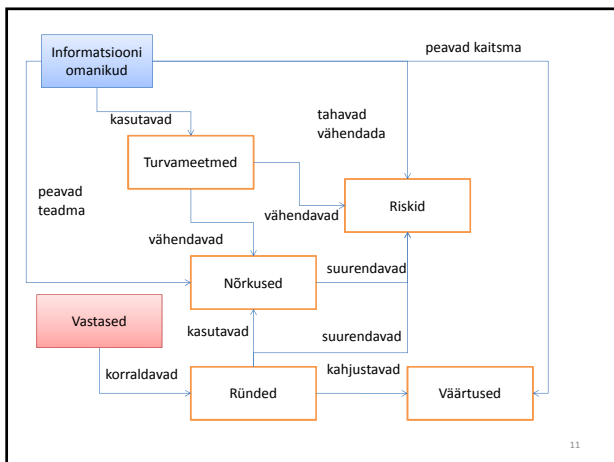 Informatsiooni
omanikud
peavad kaitsma
kasutavad
tahavad
vähendada
Turvameetmed
peavad
teadma
vähendavad
Riskid
vähendavad
Nõrkused
suurendavad
Vastased
kasutavad
suurendavad
korraldavad
kahjustavad
Ründed
Väärtused
11